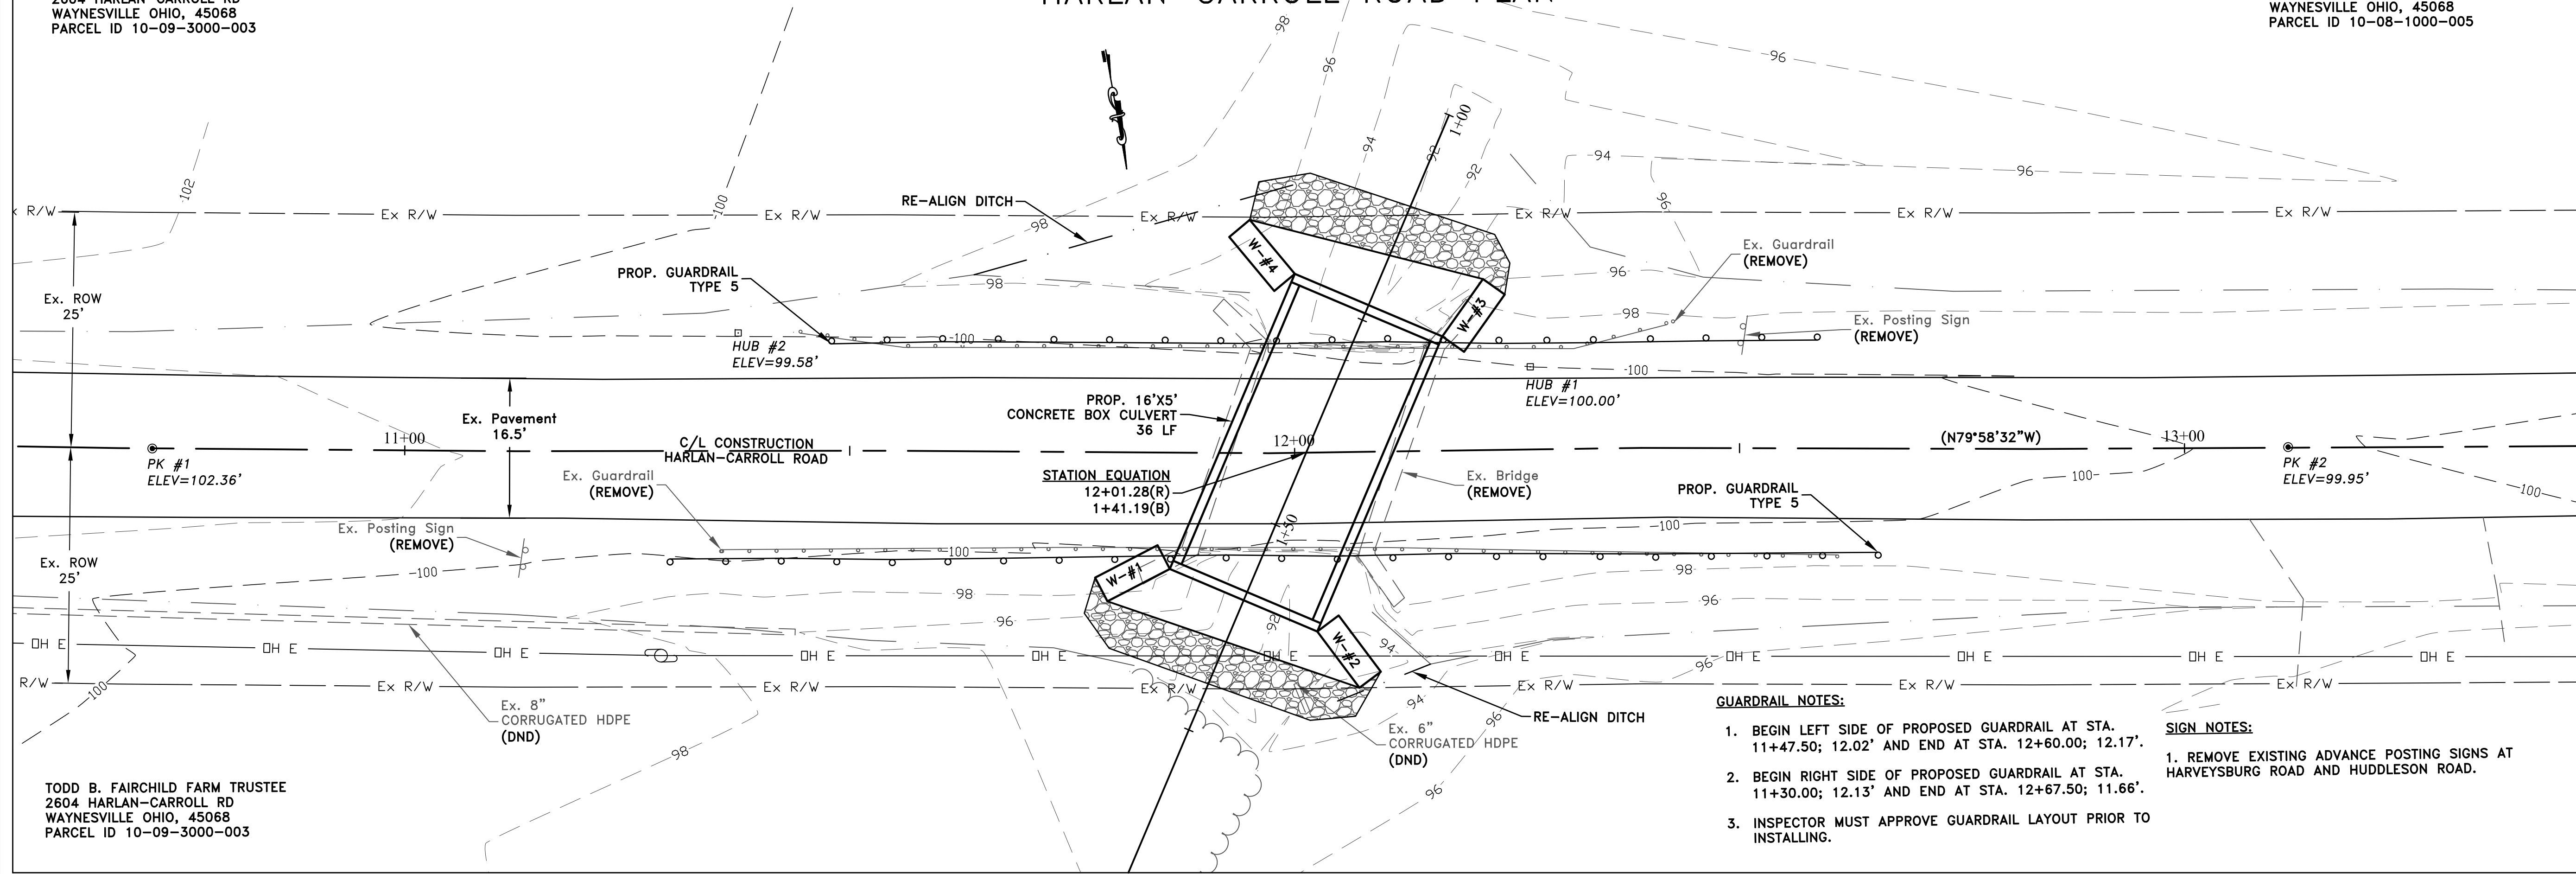 WAYNESVILLE OHIO, 45068
PARCEL ID 10-09-3000-003
WAYNESVILLE OHIO, 45068
PARCEL ID 10-08-1000-005
98
96
96
1+00
94
92
92
94
96
102
100
R/W
Ex R/W
Ex R/W
Ex R/W
Ex R/W
Ex R/W
Ex R/W
RE-ALIGN DITCH
98
96
W-#4
W-#3
Ex. Guardrail
(REMOVE)
PROP. GUARDRAIL
TYPE 5
98
96
98
Ex. ROW
25'
Ex. Posting Sign
(REMOVE)
HUB #2
ELEV=99.58'
100
HUB #1
ELEV=100.00'
100
PROP. 16'X5'
CONCRETE BOX CULVERT
36 LF
Ex. Pavement
16.5'
11+00
C/L CONSTRUCTION
HARLAN-CARROLL ROAD
12+00
(N79°58'32"W)
13+00
PK #1
ELEV=102.36'
PK #2
ELEV=99.95'
Ex. Guardrail
(REMOVE)
STATION EQUATION
12+01.28(R)
1+41.19(B)
Ex. Bridge
(REMOVE)
PROP. GUARDRAIL
TYPE 5
100
100
Ex. Posting Sign
(REMOVE)
1+50
100
100
Ex. ROW
25'
100
W-#1
98
98
96
96
92
94
W-#2
96
OH E
OH E
OH E
OH E
OH E
OH E
OH E
OH E
OH E
OH E
OH E
R/W
Ex R/W
Ex R/W
Ex R/W
Ex R/W
Ex R/W
Ex R/W
100
94
96
Ex. 8"
CORRUGATED HDPE
(DND)
RE-ALIGN DITCH
Ex. 6"
CORRUGATED HDPE
(DND)
98
96
GUARDRAIL NOTES:
1. BEGIN LEFT SIDE OF PROPOSED GUARDRAIL AT STA.
11+47.50; 12.02' AND END AT STA. 12+60.00; 12.17'.
2. BEGIN RIGHT SIDE OF PROPOSED GUARDRAIL AT STA.
11+30.00; 12.13' AND END AT STA. 12+67.50; 11.66'.
3. INSPECTOR MUST APPROVE GUARDRAIL LAYOUT PRIOR TO
INSTALLING.
SIGN NOTES:
1. REMOVE EXISTING ADVANCE POSTING SIGNS AT
HARVEYSBURG ROAD AND HUDDLESON ROAD.
TODD B. FAIRCHILD FARM TRUSTEE
2604 HARLAN-CARROLL RD
WAYNESVILLE OHIO, 45068
PARCEL ID 10-09-3000-003